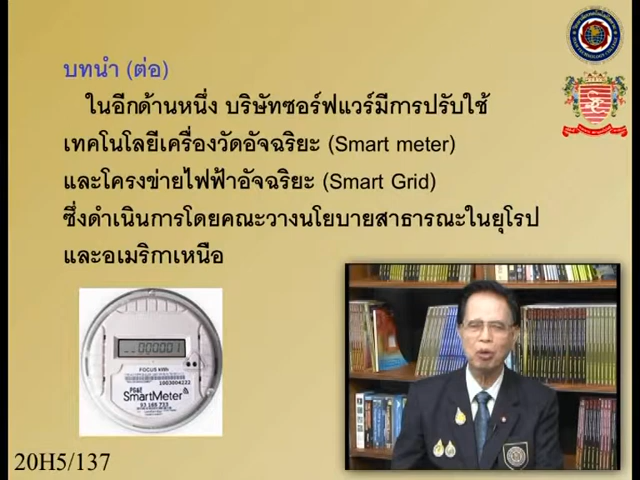 บทนำ (ต่อ)
ในอีกด้านหนึ่ง บริษัทซอร์ฟแวร์มีการปรับใช้
เทคโนโลยีเครื่องวัดอัจฉริยะ (Smart meter)
และโครงข่ายไฟฟ้าอัจฉริยะ (Smart Grid)
ซึ่งดำเนินการโดยคณะวางนโยบายสาธารณะในยุโรป
และอเมริกาเหนือ
000001
FOCUS kWh
1003004222
PG&E
SmartMeter
20H5/137